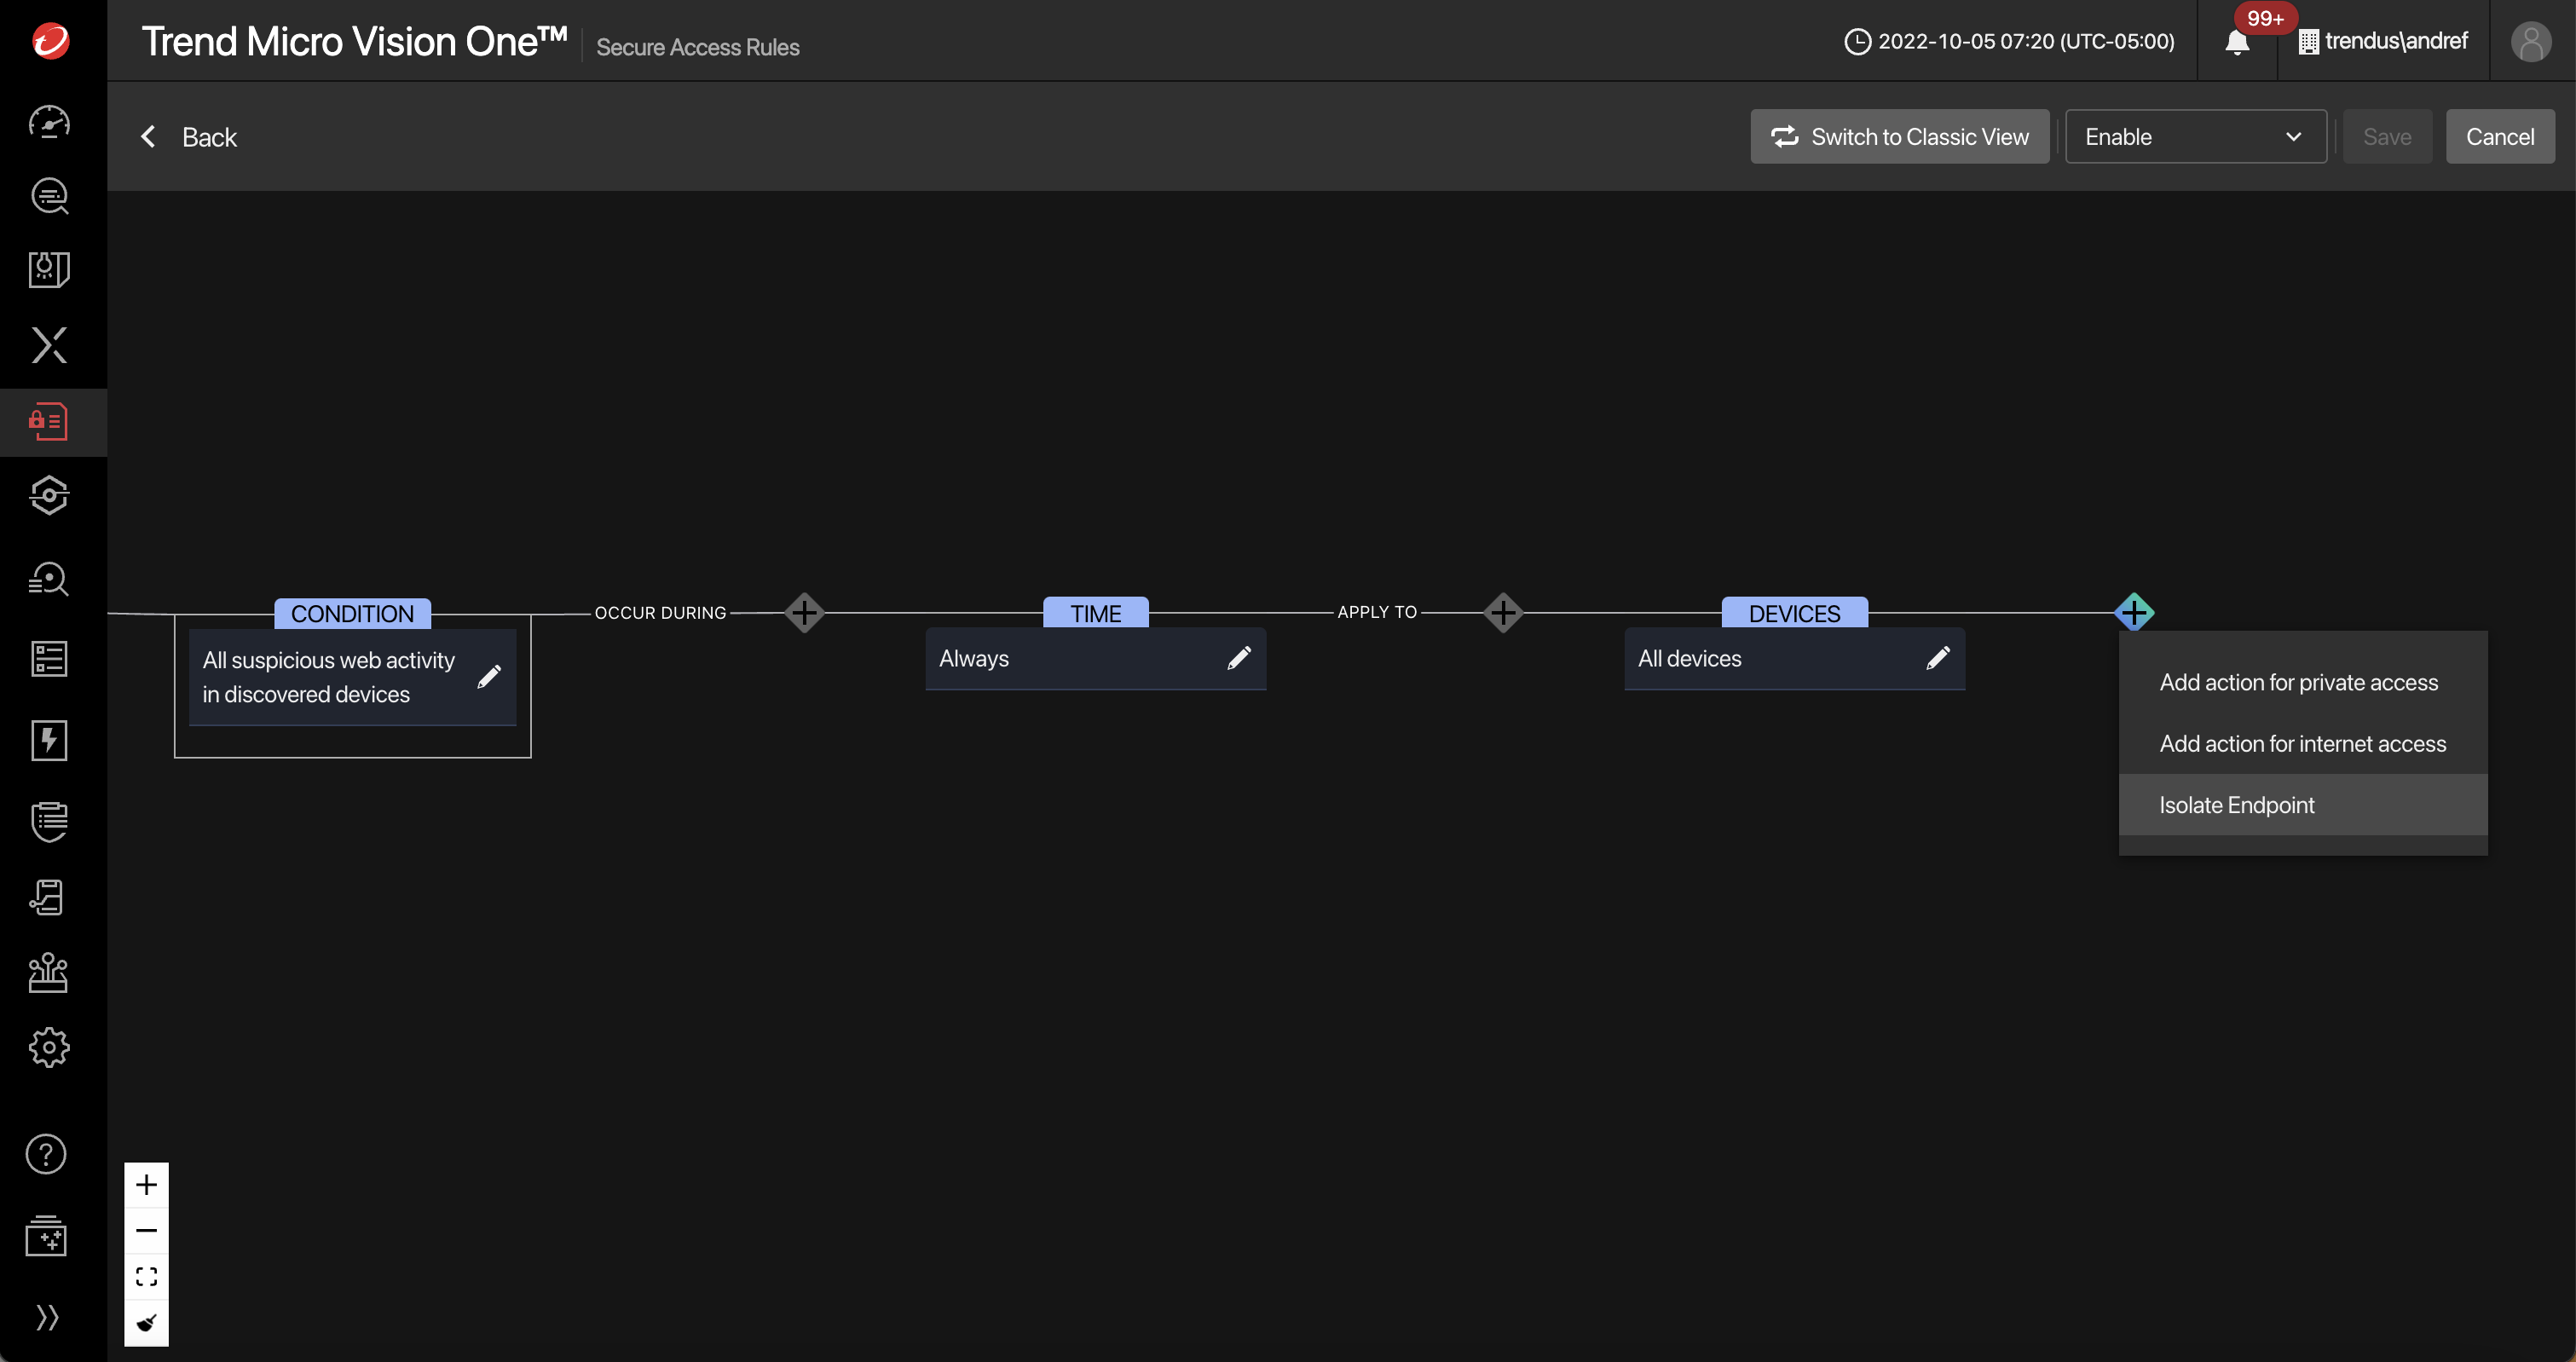 Trend Micro Vision One™
Secure Access Rules
2022-10-05 07:20 (UTC-05:00)
99+
trendus\andref
Back
Switch to Classic View
Enable
Save
Cancel
CONDITION
All suspicious web activity
in discovered devices
OCCUR DURING
TIME
Always
APPLY TO
DEVICES
All devices
Add action for private access
Add action for internet access
Isolate Endpoint